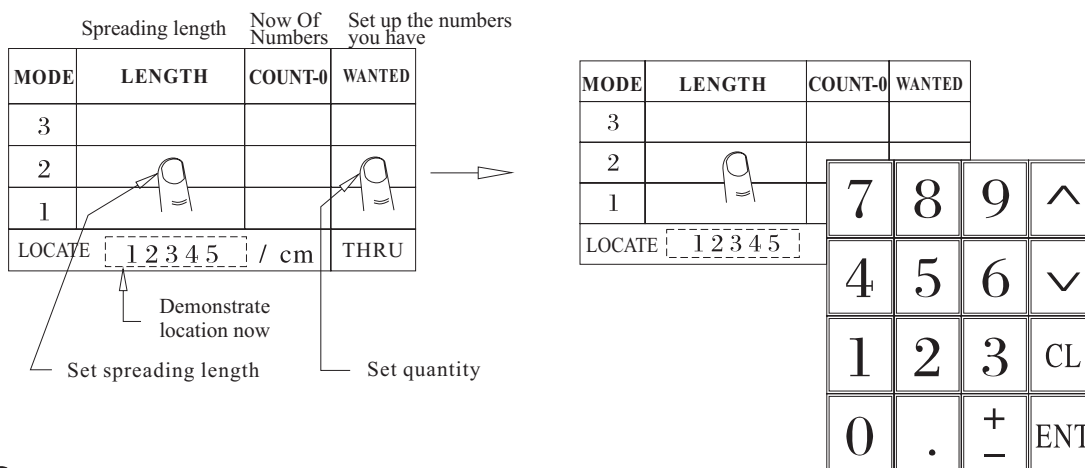 Spreading length
Now Of
Numbers
Set up the numbers
you have
MODE LENGTH COUNT-0 WANTED
3
2
1
LOCATE 12345 / cm THRU
Demonstrate
location now
Set spreading length
Set quantity
MODE LENGTH COUNT-0 WANTED
3
2
1
LOCATE 12345
7 8 9 ^
4 5 6 ∨
1 2 3 CL
0 . +− ENT